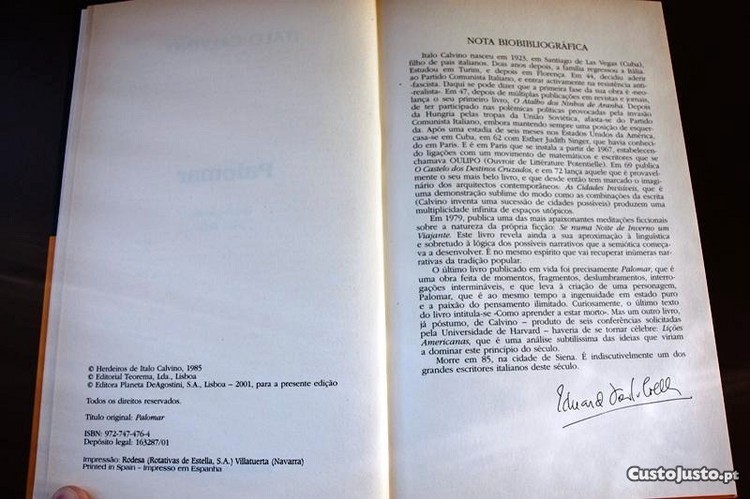 © Herdeiros de Italo Calvino, 1985
© Editorial Teorema, Lda., Lisboa
© Editora Planeta DeAgostini, S.A., Lisboa – 2001, para a presente edição
Todos os direitos reservados.
Título original: Palomar
ISBN: 972-747-476-4
Depósito legal: 163287/01
Impressão: Rodesa (Rotativas de Estella, S.A.) Villatuerta (Navarra)
Printed in Spain - Impresso em Espanha
NOTA BIOBIBLIOGRÁFICA
Italo Calvino nasceu em 1923, em Santiago de Las Vegas (Cuba),
filho de pais italianos. Dois anos depois, a família regressou a Itália.
Estudou em Turim, e depois em Florença. Em 44, decidiu aderir
ao Partido Comunista Italiano, e entrar activamente na resistência anti-
-fascista. Daqui se pode dizer que a primeira fase da sua obra é «neo-
-realista». Em 47, depois de múltiplas publicações em revistas e jornais,
lança o seu primeiro livro, O Atalho dos Ninhos de Aranha. Depois
de ter participado nas polémicas políticas provocadas pela invasão
da Hungria pelas tropas da União Soviética, afasta-se do Partido
Comunista Italiano, embora mantendo sempre uma posição de esquer-
da. Após uma estadia de seis meses nos Estados Unidos da América,
casa-se em Cuba, em 62 com Esther Judith Singer, que havia conheci-
do em Paris. E é em Paris que se instala a partir de 1967, estabelecen-
do ligações com um movimento de matemáticos e escritores que se
chamava OULIPO (Ouvroir de Littérature Potentielle). Em 69 publica
O Castelo dos Destinos Cruzados, e em 72 lança aquele que é provavel-
mente o seu mais belo livro, e que desde então tem marcado o imagi-
nário dos arquitectos contemporâneos: As Cidades Invisíveis, que é
uma demonstração sublime do modo como as combinações da escrita
(Calvino inventa uma sucessão de cidades possíveis) produzem uma
multiplicidade infinita de espaços utópicos.
Em 1979, publica uma das mais apaixonantes meditações ficcionais
sobre a natureza da própria ficção: Se numa Noite de Inverno um
Viajante. Este livro revela ainda a sua aproximação à linguística
e sobretudo à lógica dos possíveis narrativos que a semiótica começa-
va a desenvolver. É no mesmo espírito que vai recuperar inúmeras nar-
rativas da tradição popular.
O último livro publicado em vida foi precisamente Palomar, que é
uma obra feita de momentos, fragmentos, deslumbramentos, interro-
gações intermináveis, e que leva à criação de uma personagem,
Palomar, que é ao mesmo tempo a ingenuidade em estado puro
e a paixão do pensamento ilimitado. Curiosamente, o último texto
do livro intitula-se «Como aprender a estar morto». Mas um outro livro,
já póstumo, de Calvino – produto de seis conferências solicitadas
pela Universidade de Harvard – haveria de se tornar célebre: Lições
Americanas, que é uma análise subtilíssima das ideias que viriam
a dominar este princípio do século.
Morre em 85, na cidade de Siena. É indiscutivelmente um dos
grandes escritores italianos deste século.
CustoJusto.pt